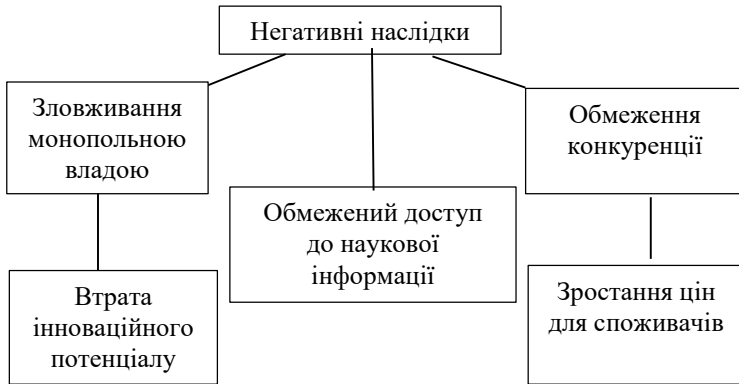 Негативні наслідки
Зловживання
монопольною
владою
Обмежений доступ
до наукової
інформації
Обмеження
конкуренції
Втрата
інноваційного
потенціалу
Зростання цін
для споживачів